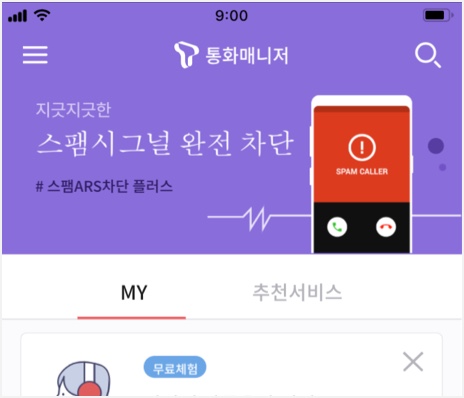 9:00
통화매니저
지긋지긋한
스팸시그널 완전 차단
# 스팸ARS차단 플러스
SPAM CALLER
MY
추천서비스
무료체험